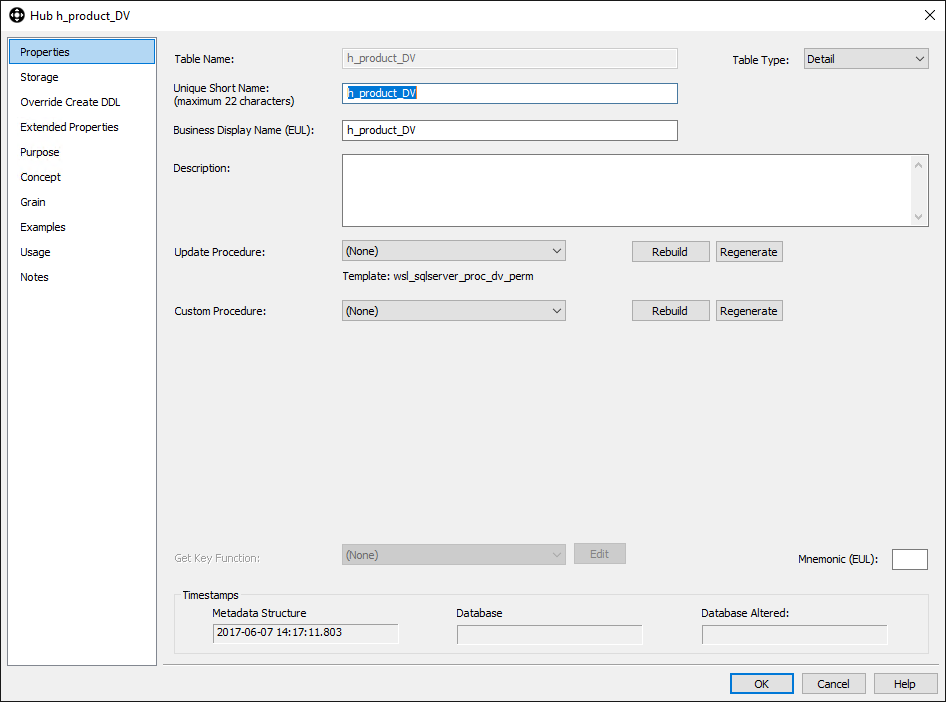 Hub h_product_DV
Properties
Storage
Override Create DDL
Extended Properties
Purpose
Concept
Grain
Examples
Usage
Notes
Table Name:
h_product_DV
Table Type:
Detail
Unique Short Name:
(maximum 22 characters)
h_product_DV
Business Display Name (EUL):
h_product_DV
Description:
Update Procedure:
(None)
Rebuild
Regenerate
Template: wsl_sqlserver_proc_dv_perm
Custom Procedure:
(None)
Rebuild
Regenerate
Get Key Function:
(None)
Edit
Mnemonic (EUL):
Timestamps
Metadata Structure
Database
Database Altered:
2017-06-07 14:17:11.803
OK
Cancel
Help